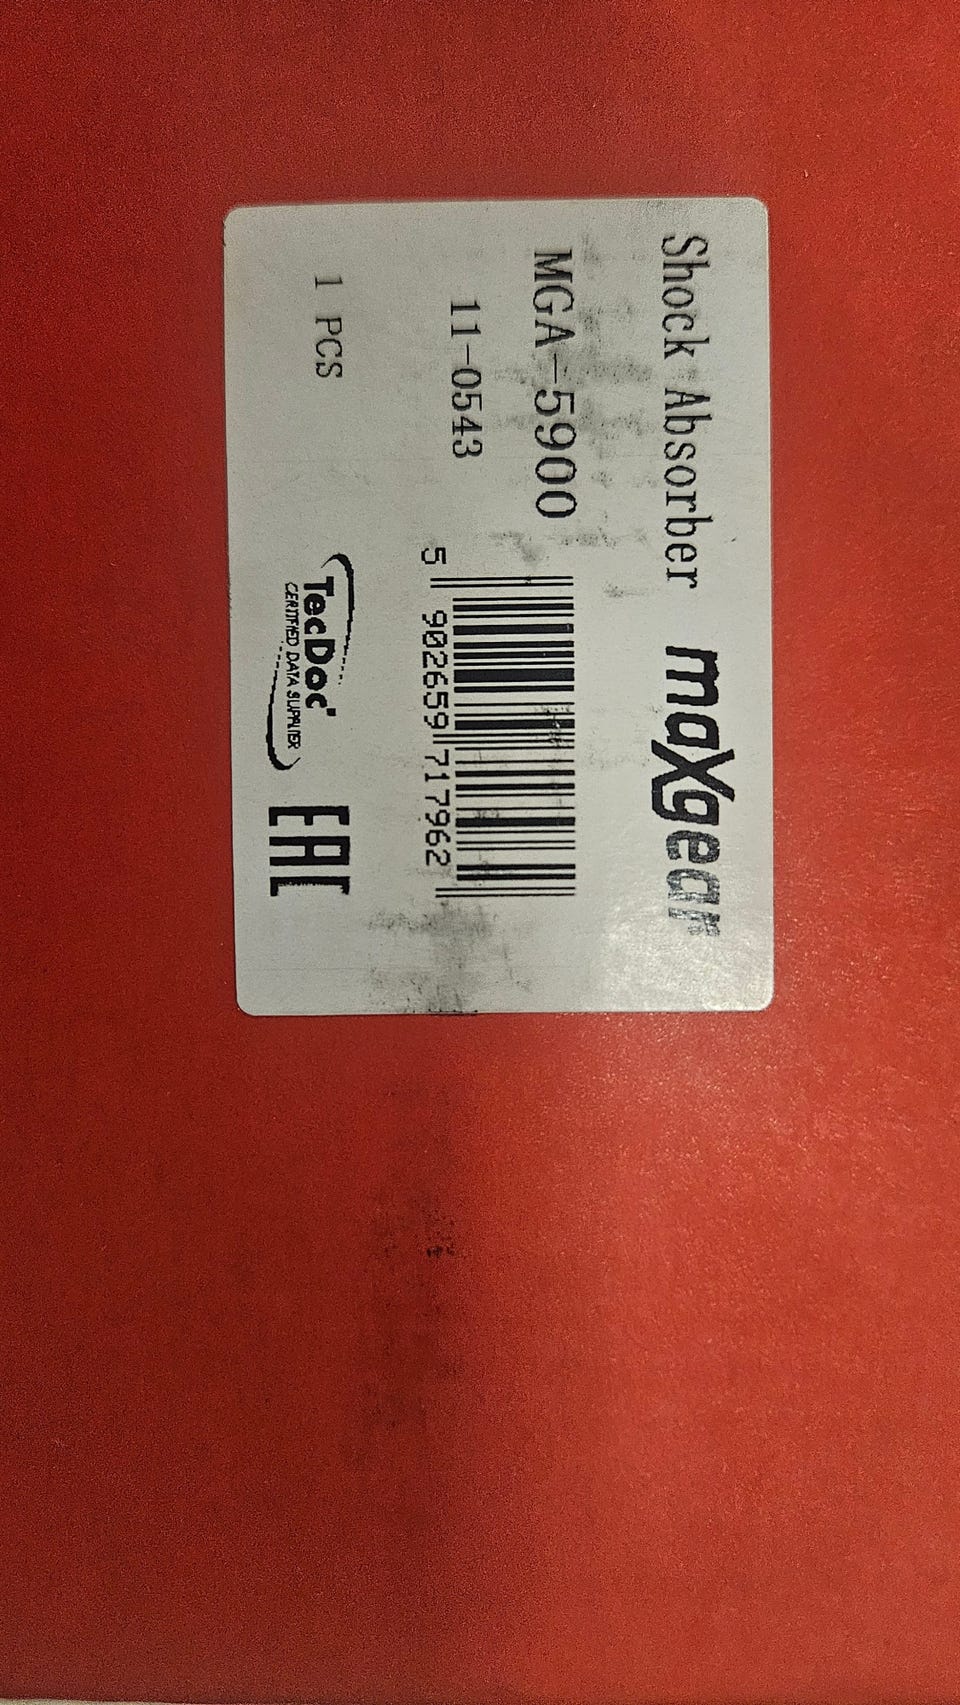 Shock Absorber
maxgear
MGA-5900
11-0543
5 902659 717962
1 PCS
TecDoc
CERTIFIED DATA SUPPLIER
EAC